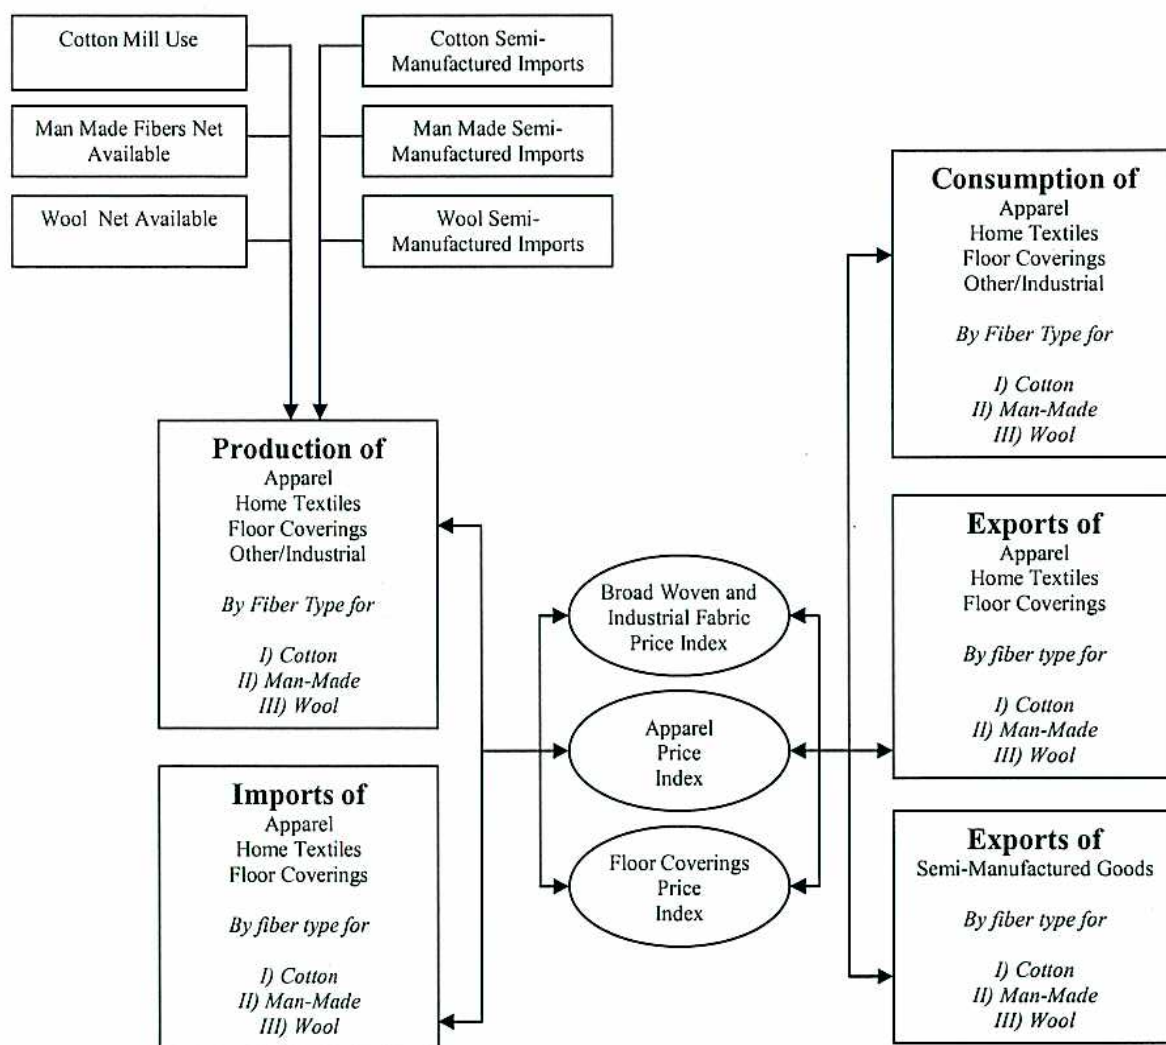 Cotton Mill Use
Man Made Fibers Net
Available
Wool Net Available
Cotton Semi-
Manufactured Imports
Man Made Semi-
Manufactured Imports
Wool Semi-
Manufactured Imports
Production of
Apparel
Home Textiles
Floor Coverings
Other/Industrial
By Fiber Type for
I) Cotton
II) Man-Made
III) Wool
Imports of
Apparel
Home Textiles
Floor Coverings
By fiber type for
I) Cotton
II) Man-Made
III) Wool
Broad Woven and
Industrial Fabric
Price Index
Apparel
Price
Index
Floor Coverings
Price
Index
Consumption of
Apparel
Home Textiles
Floor Coverings
Other/Industrial
By Fiber Type for
I) Cotton
II) Man-Made
III) Wool
Exports of
Apparel
Home Textiles
Floor Coverings
By fiber type for
I) Cotton
II) Man-Made
III) Wool
Exports of
Semi-Manufactured Goods
By fiber type for
I) Cotton
II) Man-Made
III) Wool